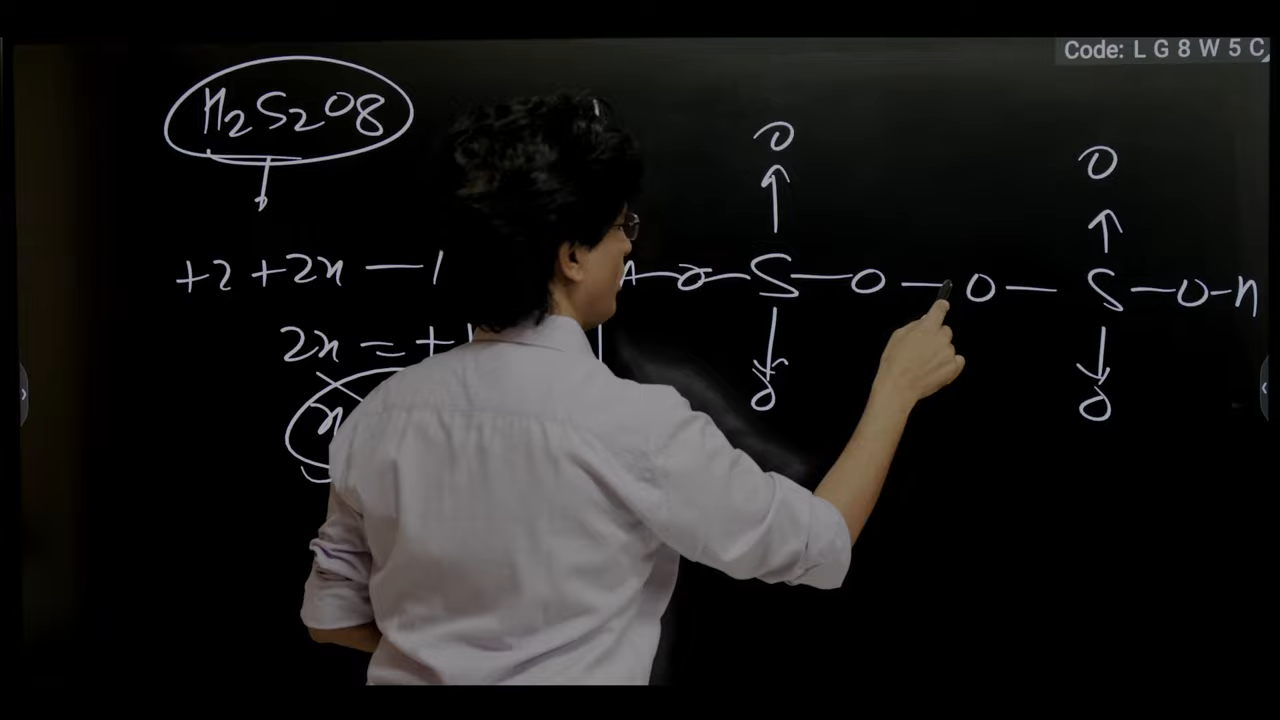 Code: L G 8 W 5 C
H2S2O8
+2 +2x - 1
2x = +1
x
O O
H-O-S-O-O-S-O-H
O O